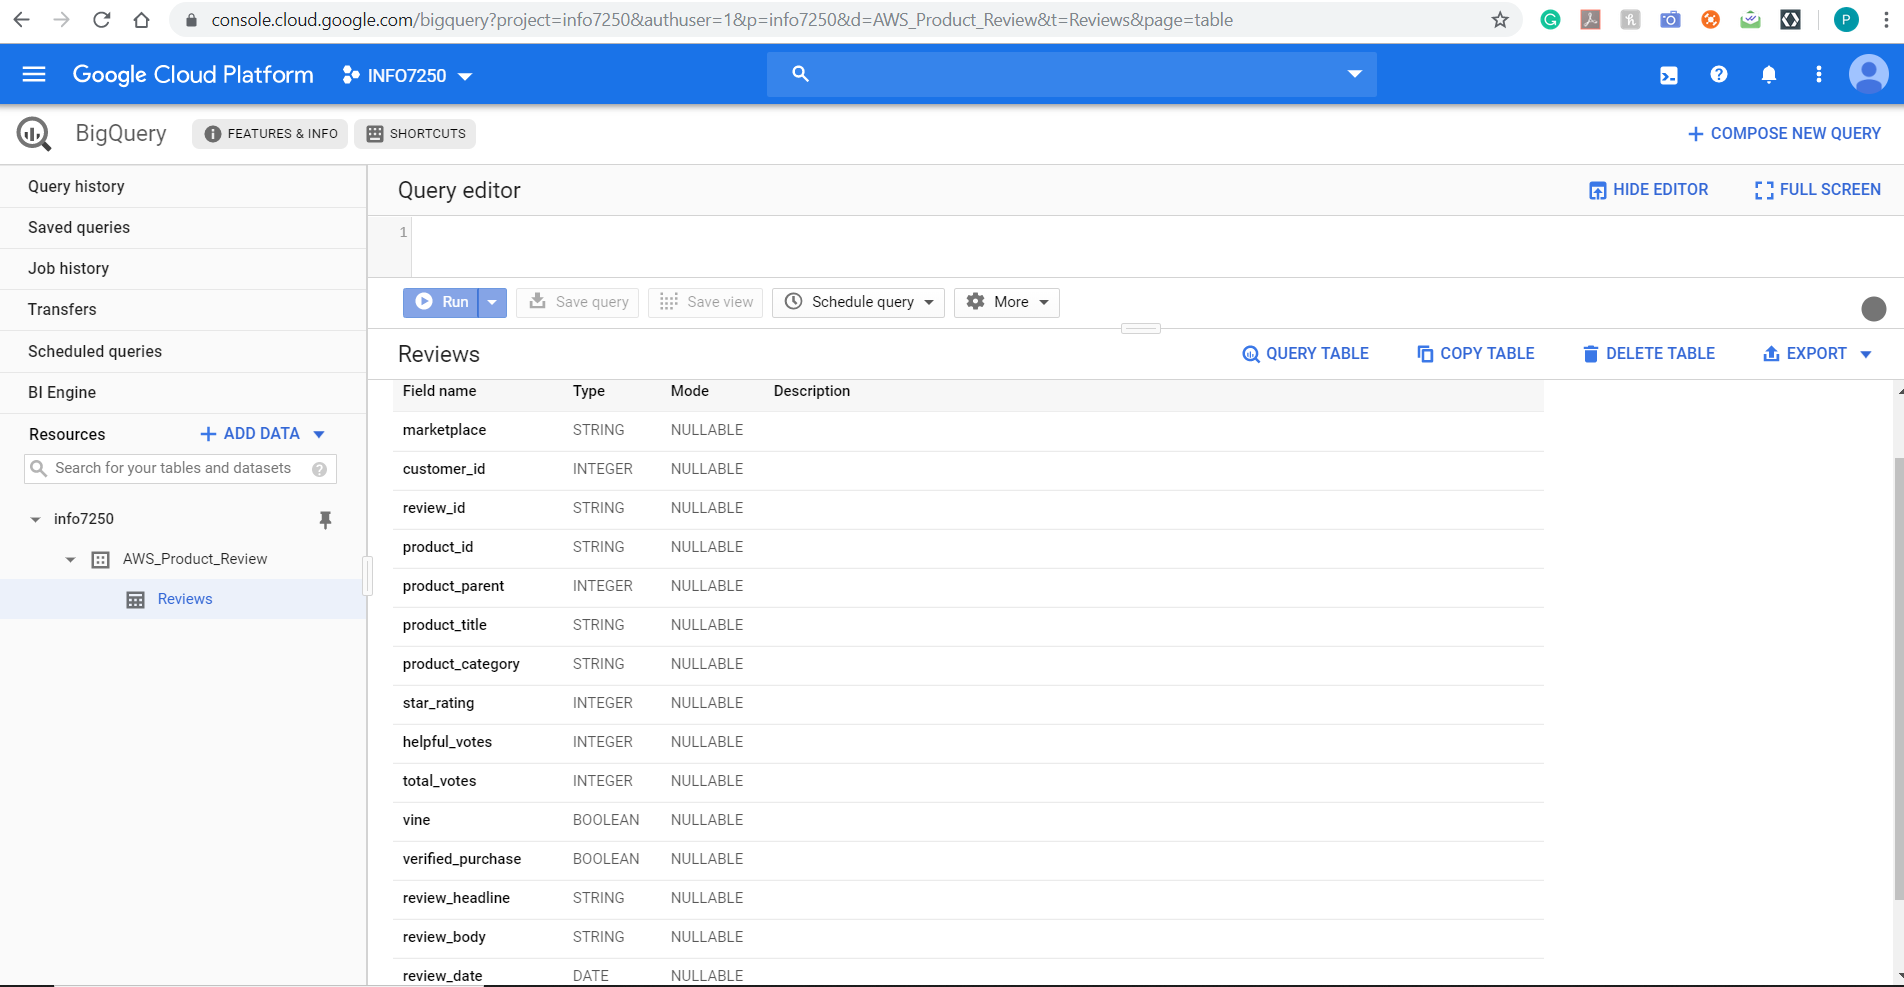 console.cloud.google.com/bigquery?project=info7250&authuser=1&p=info7250&d=AWS_Product_Review&t=Reviews&page=table
P
Google Cloud Platform INFO7250
BigQuery FEATURES & INFO SHORTCUTS COMPOSE NEW QUERY
Query history
Saved queries
Job history
Transfers
Scheduled queries
BI Engine
Resources ADD DATA
Search for your tables and datasets
info7250
AWS_Product_Review
Reviews
Query editor HIDE EDITOR FULL SCREEN
1
Run Save query Save view Schedule query More
Reviews QUERY TABLE COPY TABLE DELETE TABLE EXPORT
Field name Type Mode Description
marketplace STRING NULLABLE
customer_id INTEGER NULLABLE
review_id STRING NULLABLE
product_id STRING NULLABLE
product_parent INTEGER NULLABLE
product_title STRING NULLABLE
product_category STRING NULLABLE
star_rating INTEGER NULLABLE
helpful_votes INTEGER NULLABLE
total_votes INTEGER NULLABLE
vine BOOLEAN NULLABLE
verified_purchase BOOLEAN NULLABLE
review_headline STRING NULLABLE
review_body STRING NULLABLE
review_date DATE NULLABLE